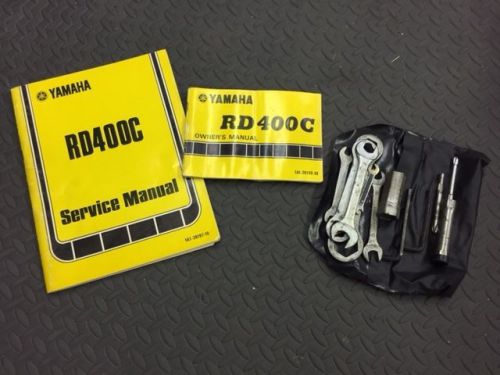 YAMAHA
RD400C
Service Manual
YAMAHA
RD400C
OWNER'S MANUAL